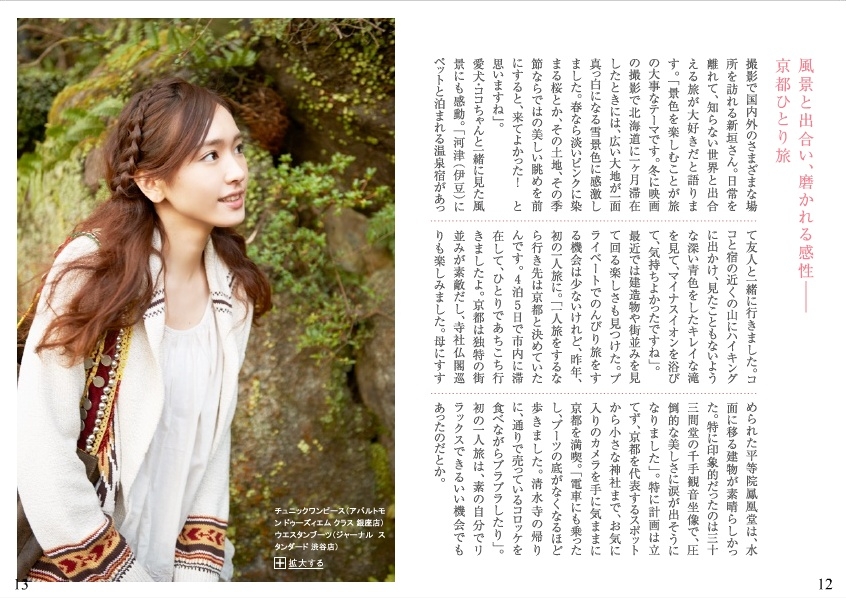 風景と出合い、磨かれる感性――
京都ひとり旅
撮影で国内外のさまざまな場
所を訪れる新垣さん。日常を
離れて、知らない世界と出合
える旅が大好きだと語りま
す。「景色を楽しむことが旅
の大事なテーマです。冬に映画
の撮影で北海道に一ヶ月滞在
したときには、広い大地が一面
真っ白になる雪景色に感激し
ました。春なら淡いピンクに染
まる桜とか、その土地、その季
節ならではの美しい眺めを前
にすると、来てよかった！　と
思いますね」。
愛犬・ココちゃんと一緒に見た風
景にも感動。「河津（伊豆）に
ペットと泊まれる温泉宿があっ
て友人と一緒に行きました。コ
コと宿の近くの山にハイキング
に出かけ、見たこともないよう
な深い青色をしたキレイな滝
を見て、マイナスイオンを浴び
て、気持ちよかったですね」。
最近では建造物や街並みを見
て回る楽しさも見つけた。プ
ライベートでのんびり旅をす
る機会は少ないけれど、昨年、
初の一人旅に。「一人旅をするな
ら行き先は京都と決めていた
んです。4泊5日で市内に滞
在して、ひとりであちこち行
きましたよ。京都は独特の街
並みが素敵だし、寺社仏閣巡
りも楽しみました。母にすす
められた平等院鳳凰堂は、水
面に移る建物が素晴らしかっ
た。特に印象的だったのは三十
三間堂の千手観音坐像で、圧
倒的な美しさに涙が出そうに
なりました」。特に計画は立
てず、京都を代表するスポット
から小さな神社まで、お気に
入りのカメラを手に気ままに
京都を満喫。「電車にも乗った
し、ブーツの底がなくなるほど
歩きました。清水寺の帰り
に、通りで売っているコロッケを
食べながらブラブラしたり」。
初の一人旅は、素の自分でリ
ラックスできるいい機会でも
あったのだとか。
チュニックワンピース（アパルトモ
ン ドゥーズィエム クラス 銀座店）
ウエスタンブーツ（ジャーナル ス
タンダード 渋谷店）
拡大する
13
12